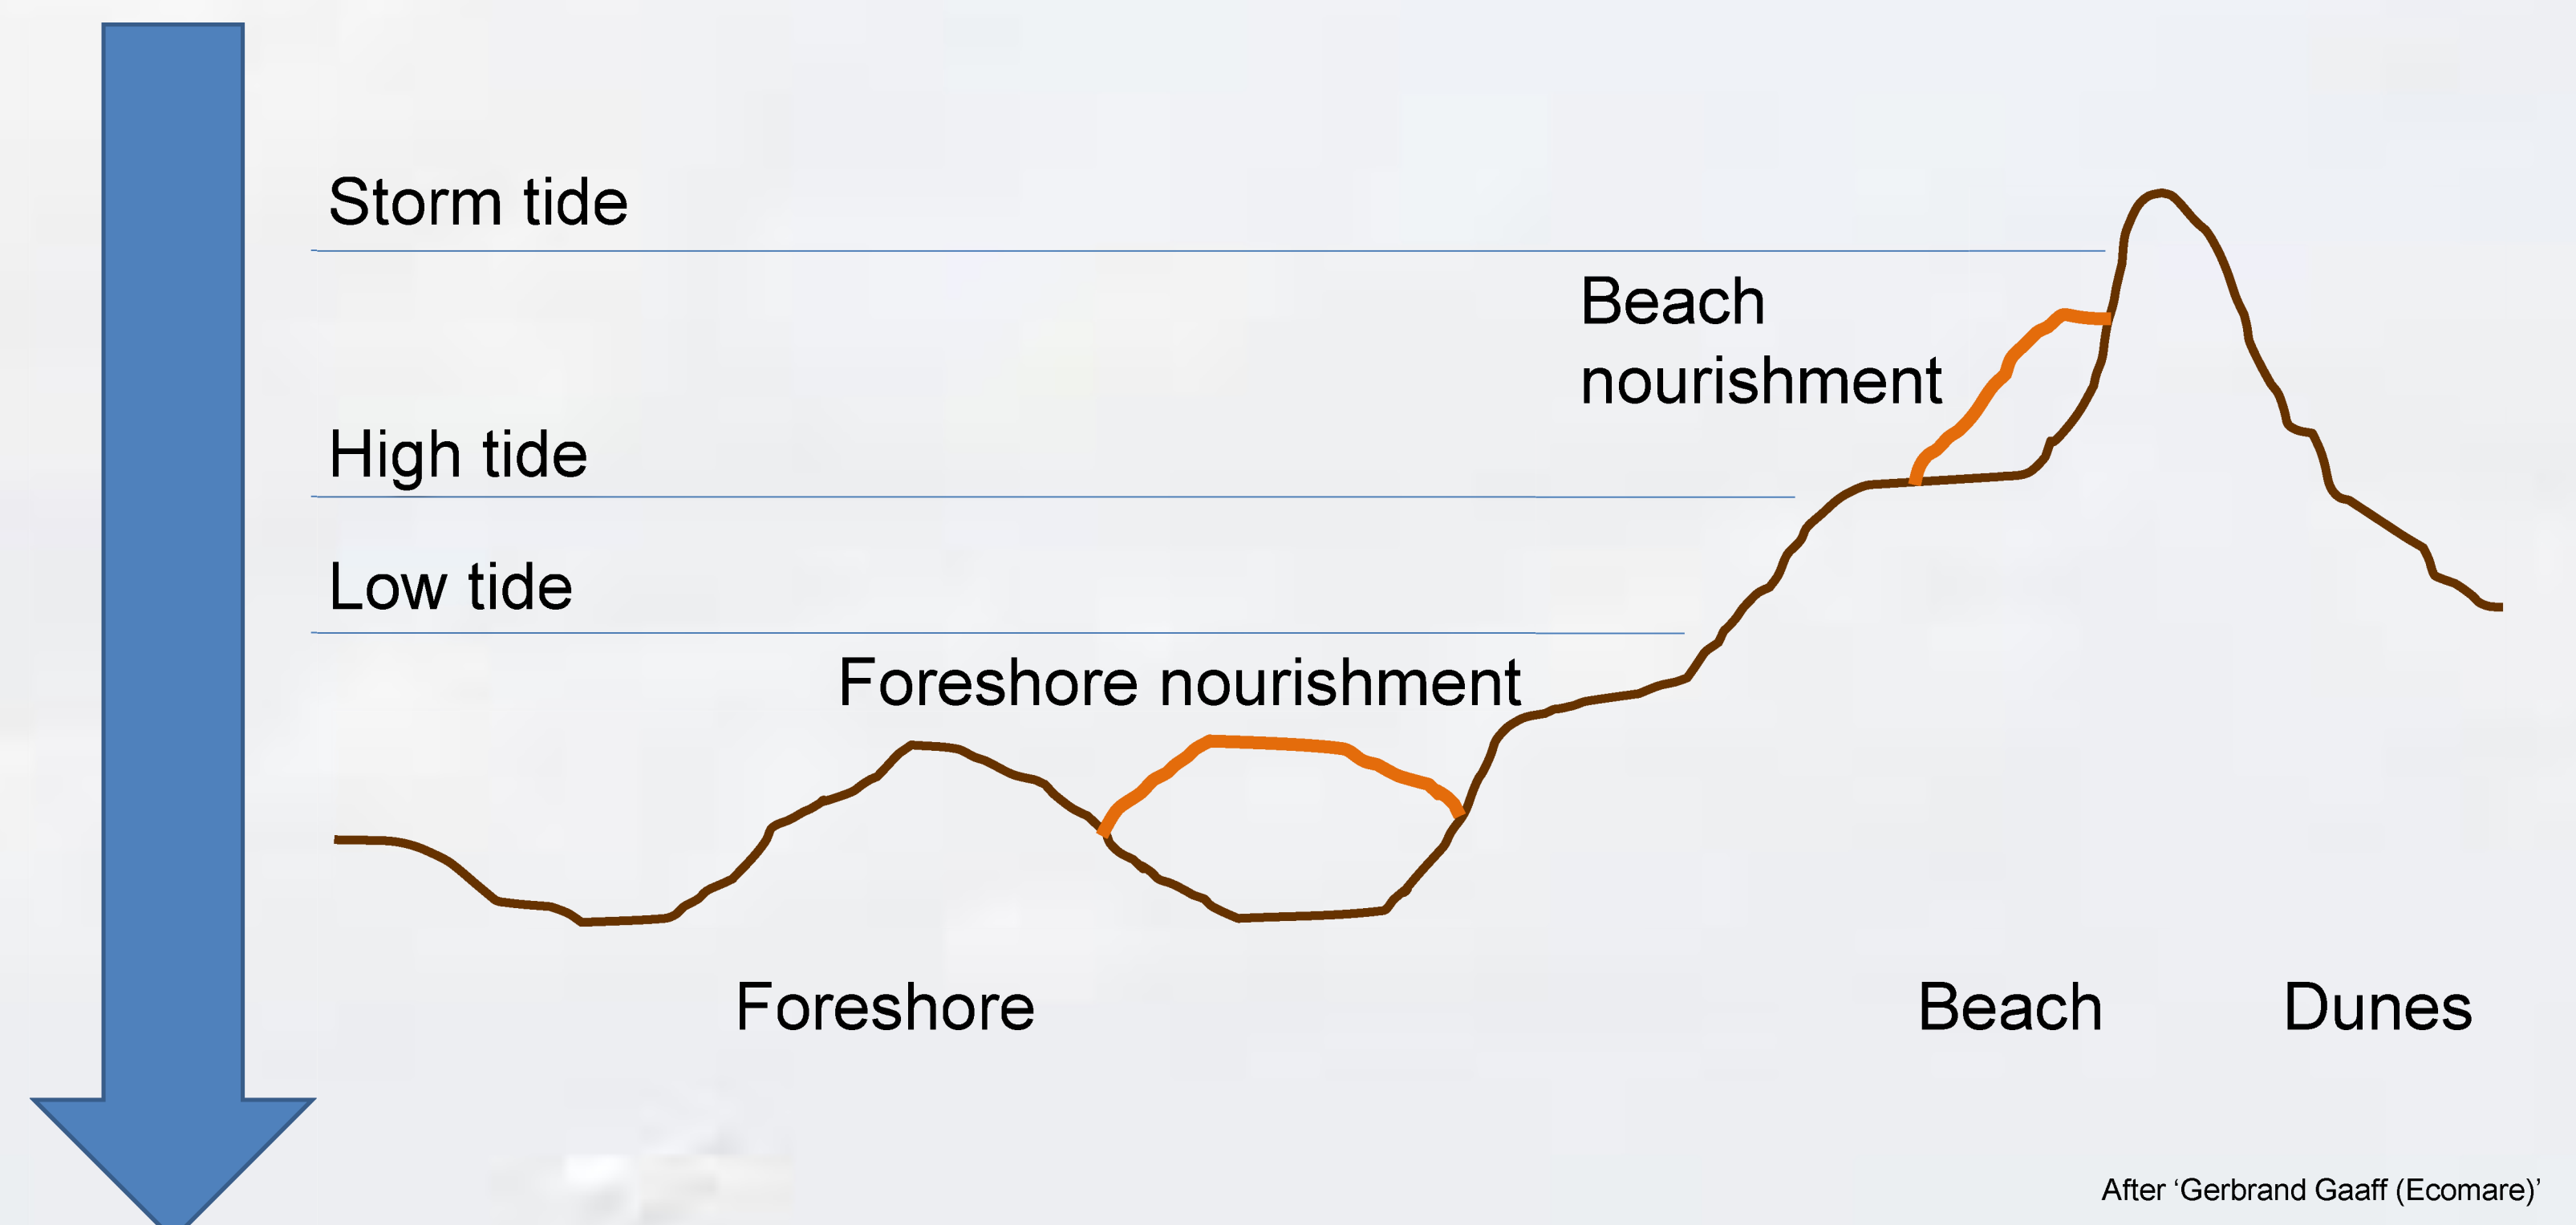 Storm tide
Beach
nourishment
High tide
Low tide
Foreshore nourishment
Foreshore
Beach
Dunes
After ‘Gerbrand Gaaff (Ecomare)’